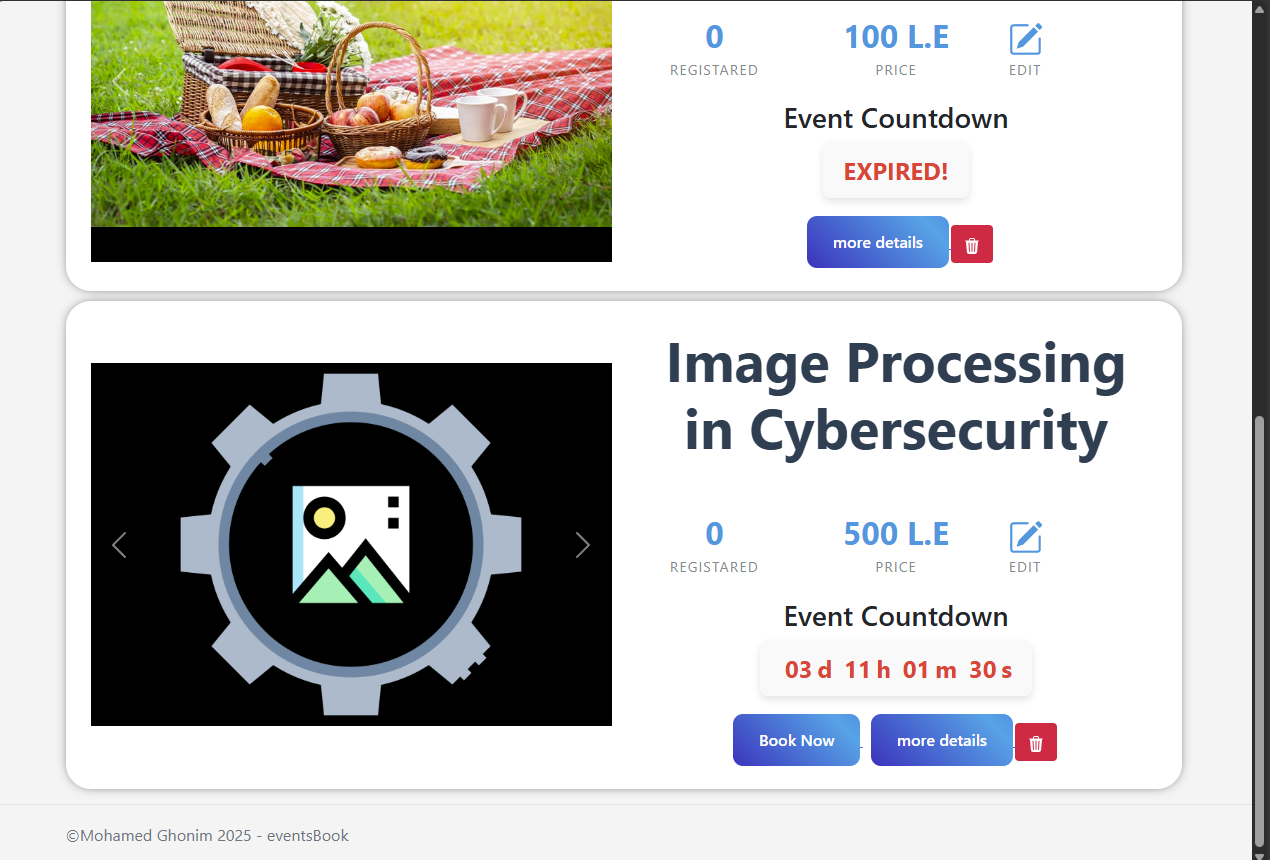 0 100 L.E
REGISTARED PRICE EDIT
Event Countdown
EXPIRED!
more details
Image Processing
in Cybersecurity
0 500 L.E
REGISTARED PRICE EDIT
Event Countdown
03 d 11 h 01 m 30 s
Book Now more details
©Mohamed Ghonim 2025 - eventsBook